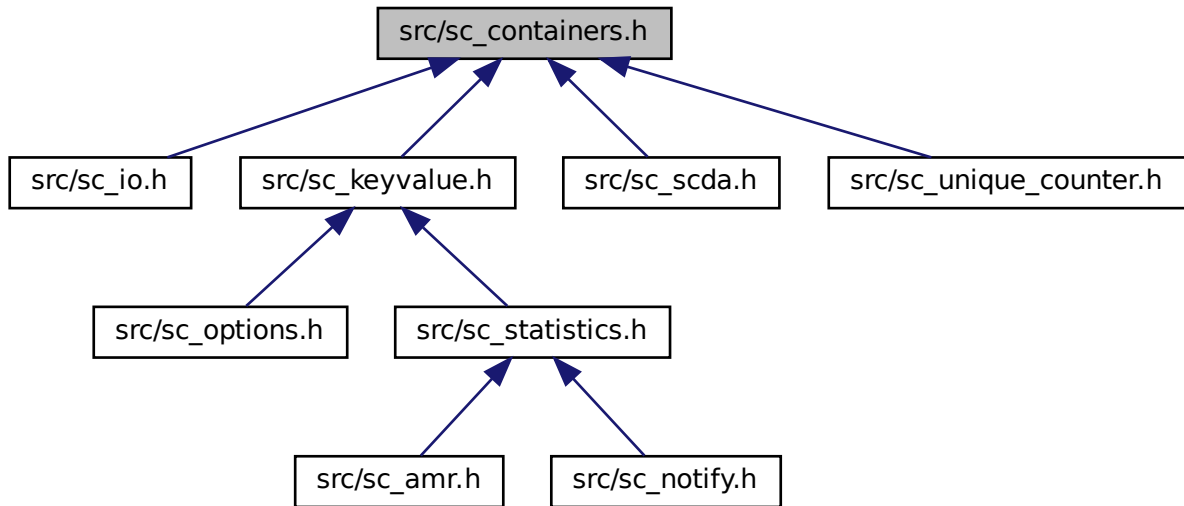 src/sc_containers.h
src/sc_io.h
src/sc_keyvalue.h
src/sc_scda.h
src/sc_unique_counter.h
src/sc_options.h
src/sc_statistics.h
src/sc_amr.h
src/sc_notify.h